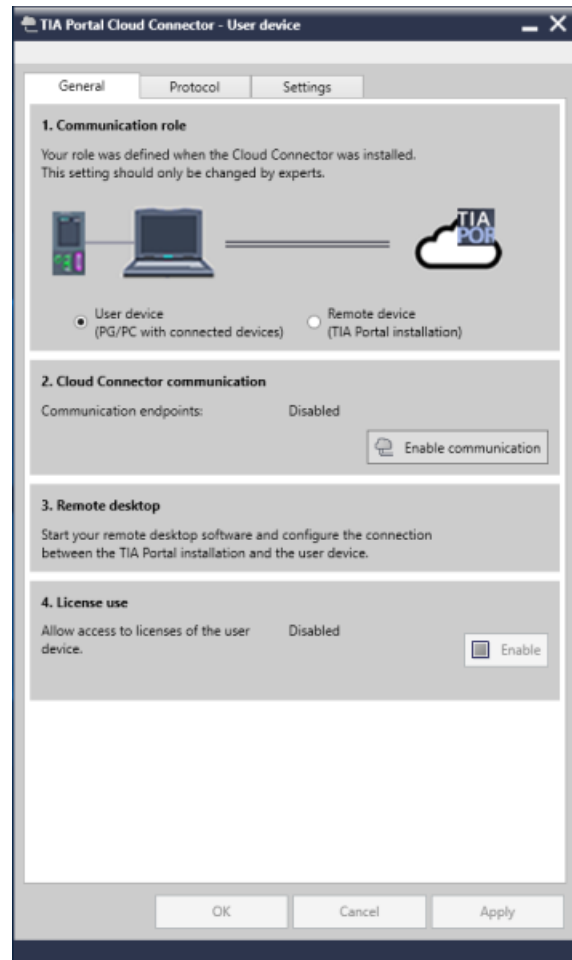 TIA Portal Cloud Connector - User device
General
Protocol
Settings
1. Communication role
Your role was defined when the Cloud Connector was installed.
This setting should only be changed by experts.
TIA
POR
User device
(PG/PC with connected devices)
Remote device
(TIA Portal installation)
2. Cloud Connector communication
Communication endpoints:
Disabled
Enable communication
3. Remote desktop
Start your remote desktop software and configure the connection
between the TIA Portal installation and the user device.
4. License use
Allow access to licenses of the user
device.
Disabled
Enable
OK
Cancel
Apply